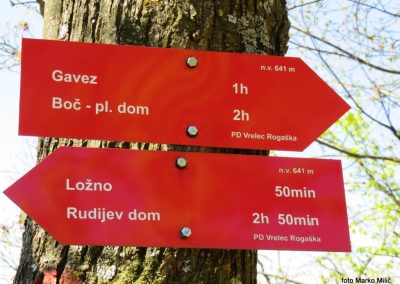 n.v. 641 m
Gavez 1h
Boč - pl. dom 2h
PD Vrelec Rogaška
n.v. 641 m
Ložno 50min
Rudijev dom 2h 50min
PD Vrelec Rogaška
foto Marko Milič